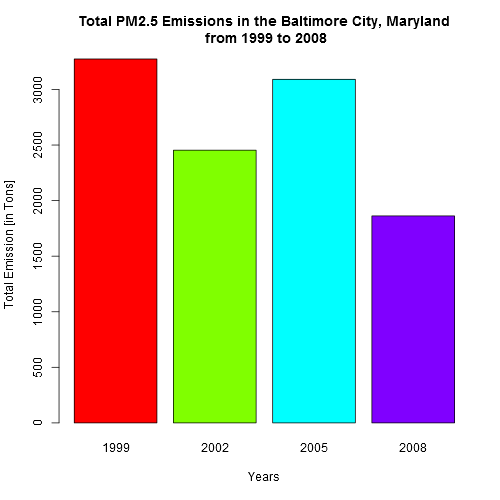 Total PM2.5 Emissions in the Baltimore City, Maryland
from 1999 to 2008
Total Emission [in Tons]
3000
2500
2000
1500
1000
500
0
1999 2002 2005 2008
Years